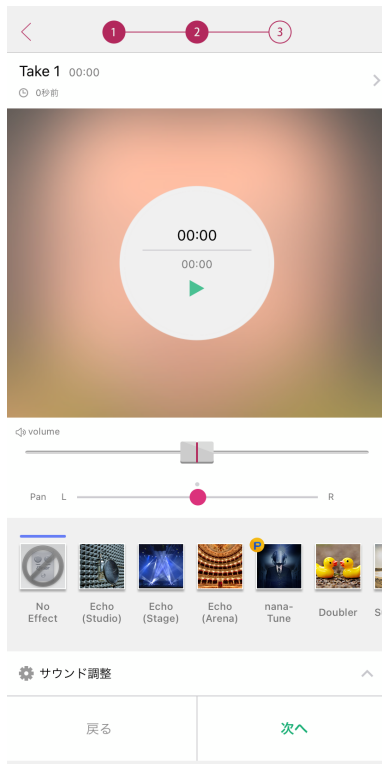 1 2 3
Take 1 00:00
0秒前
00:00
00:00
volume
Pan L R
No Effect
Echo (Studio)
Echo (Stage)
Echo (Arena)
P
nana-Tune
Doubler
サウンド調整
戻る 次へ